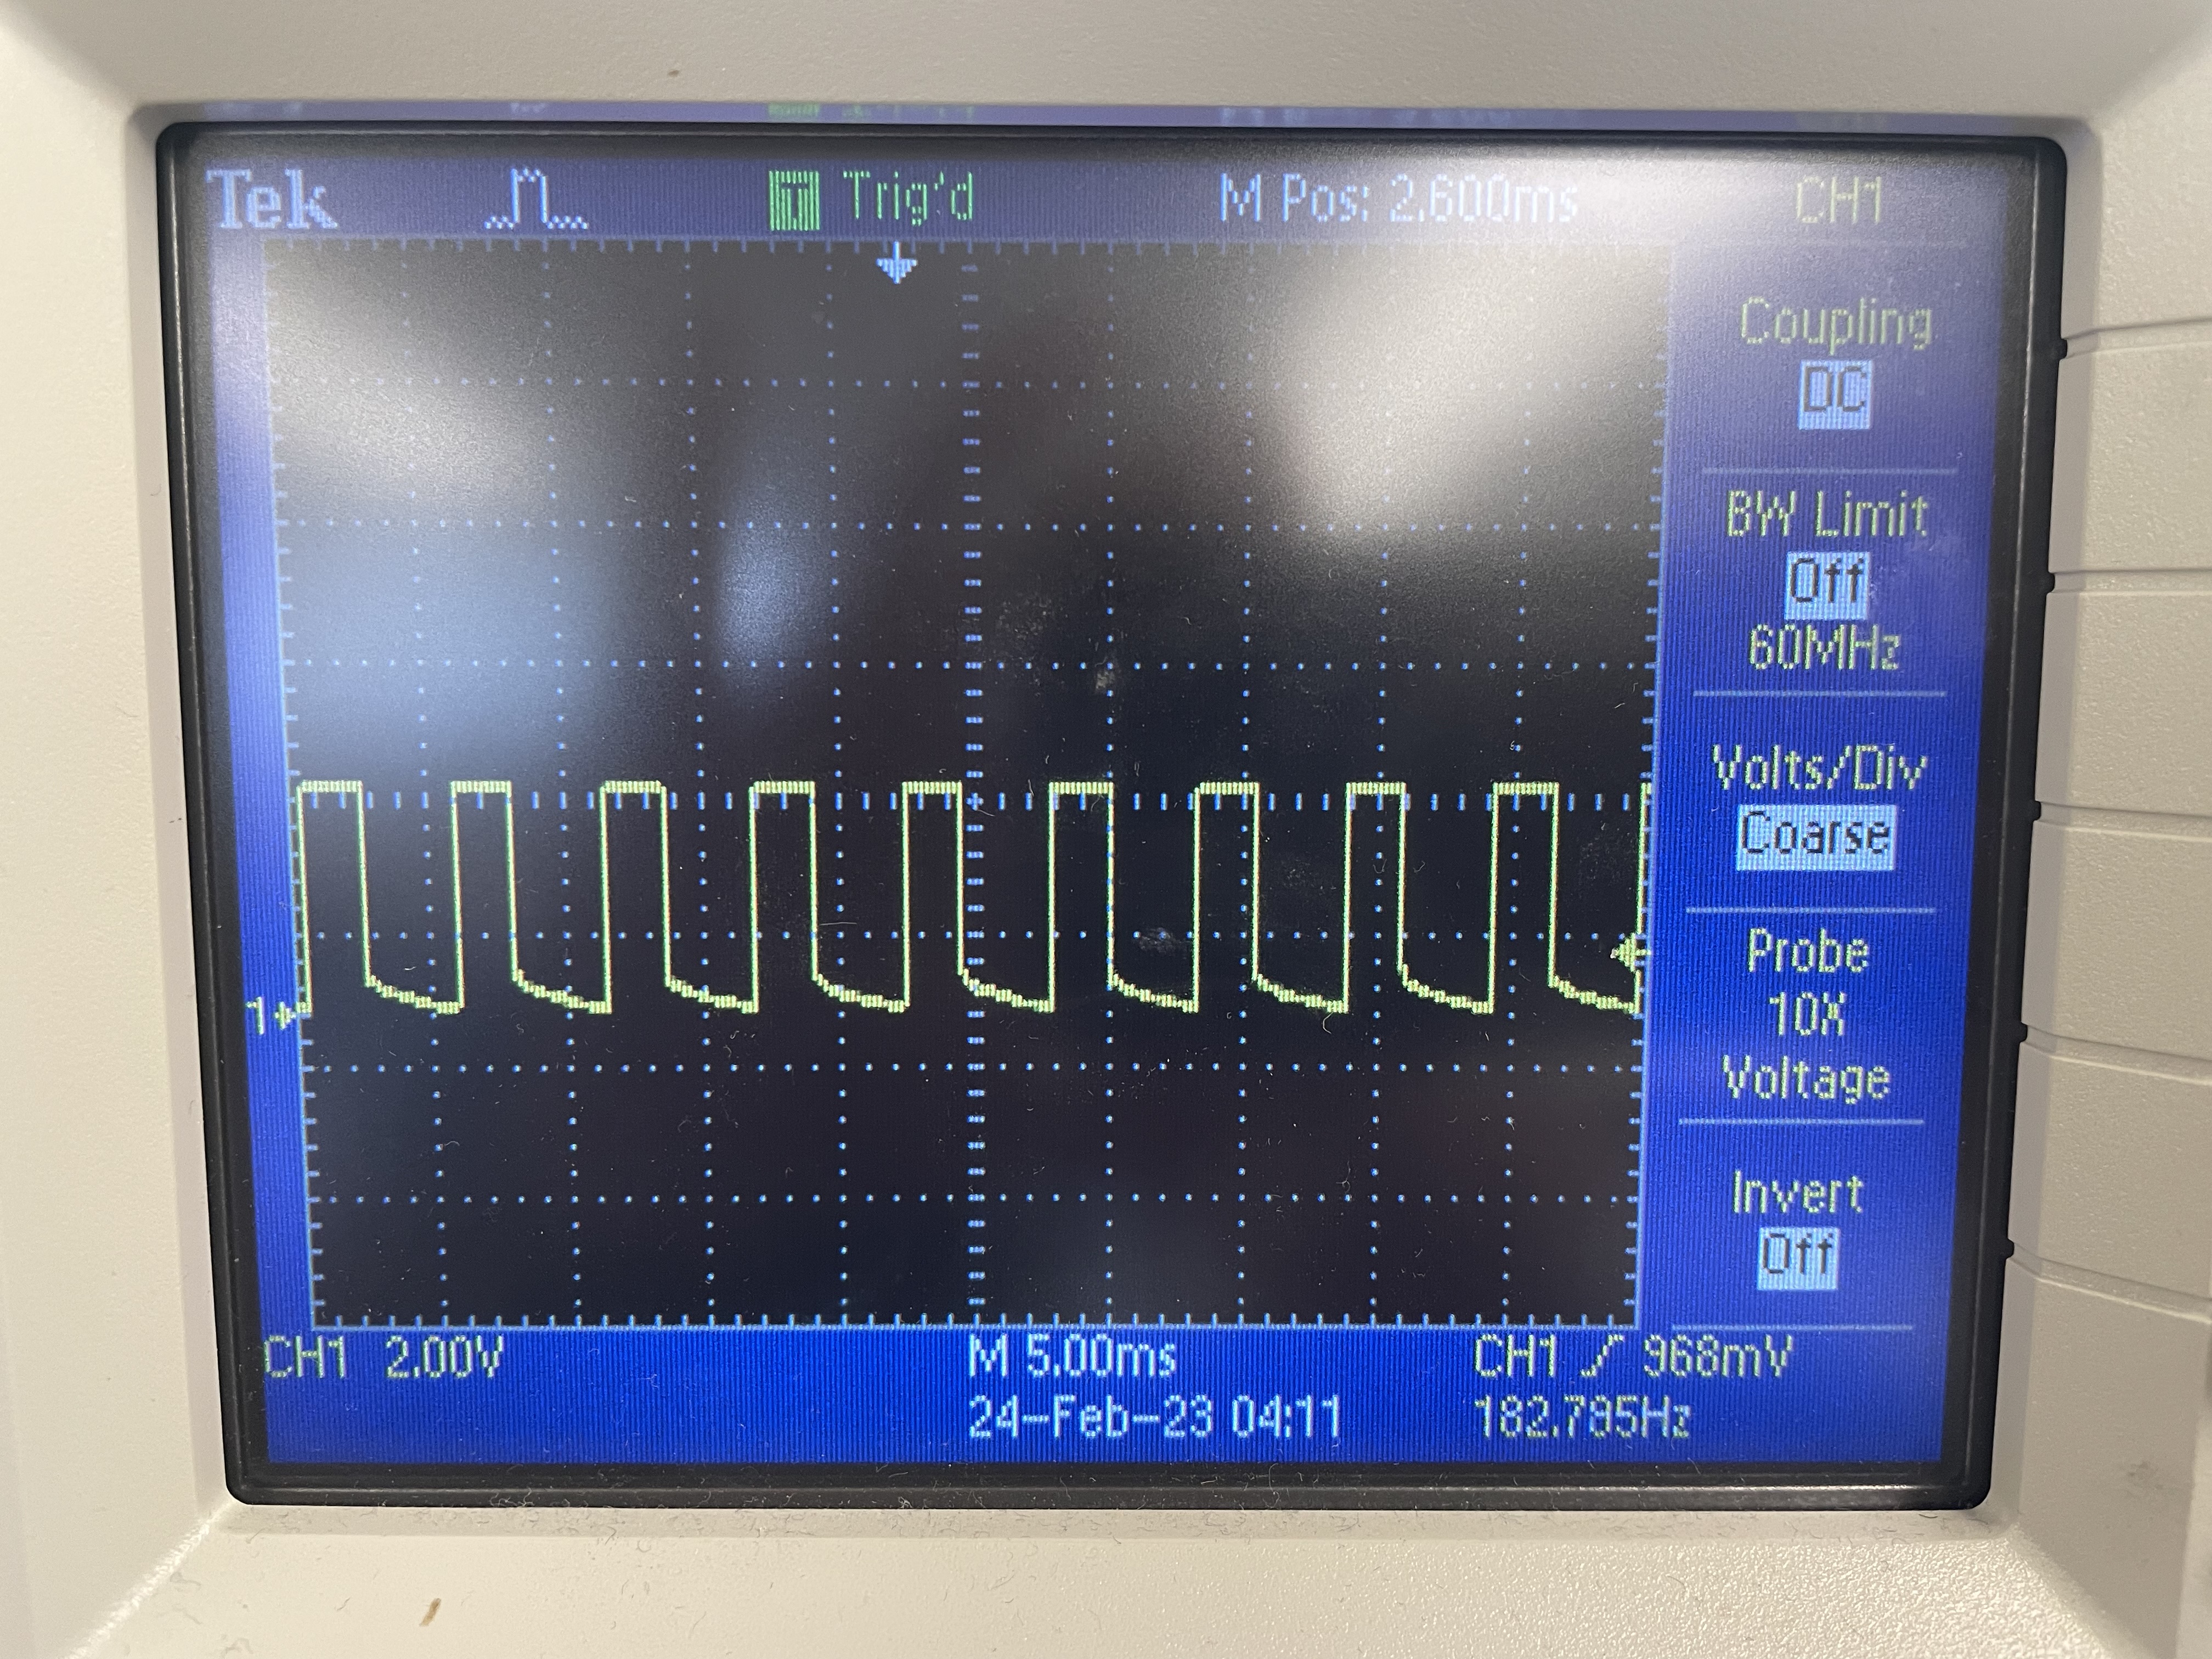 Tek T Trig'd M Pos: 2.600ms CH1
Coupling
DC
BW Limit
Off
60MHz
Volts/Div
Coarse
Probe
10X
Voltage
Invert
Off
1
CH1 2.00V M 5.00ms CH1 968mV
24-Feb-23 04:11 182.785Hz